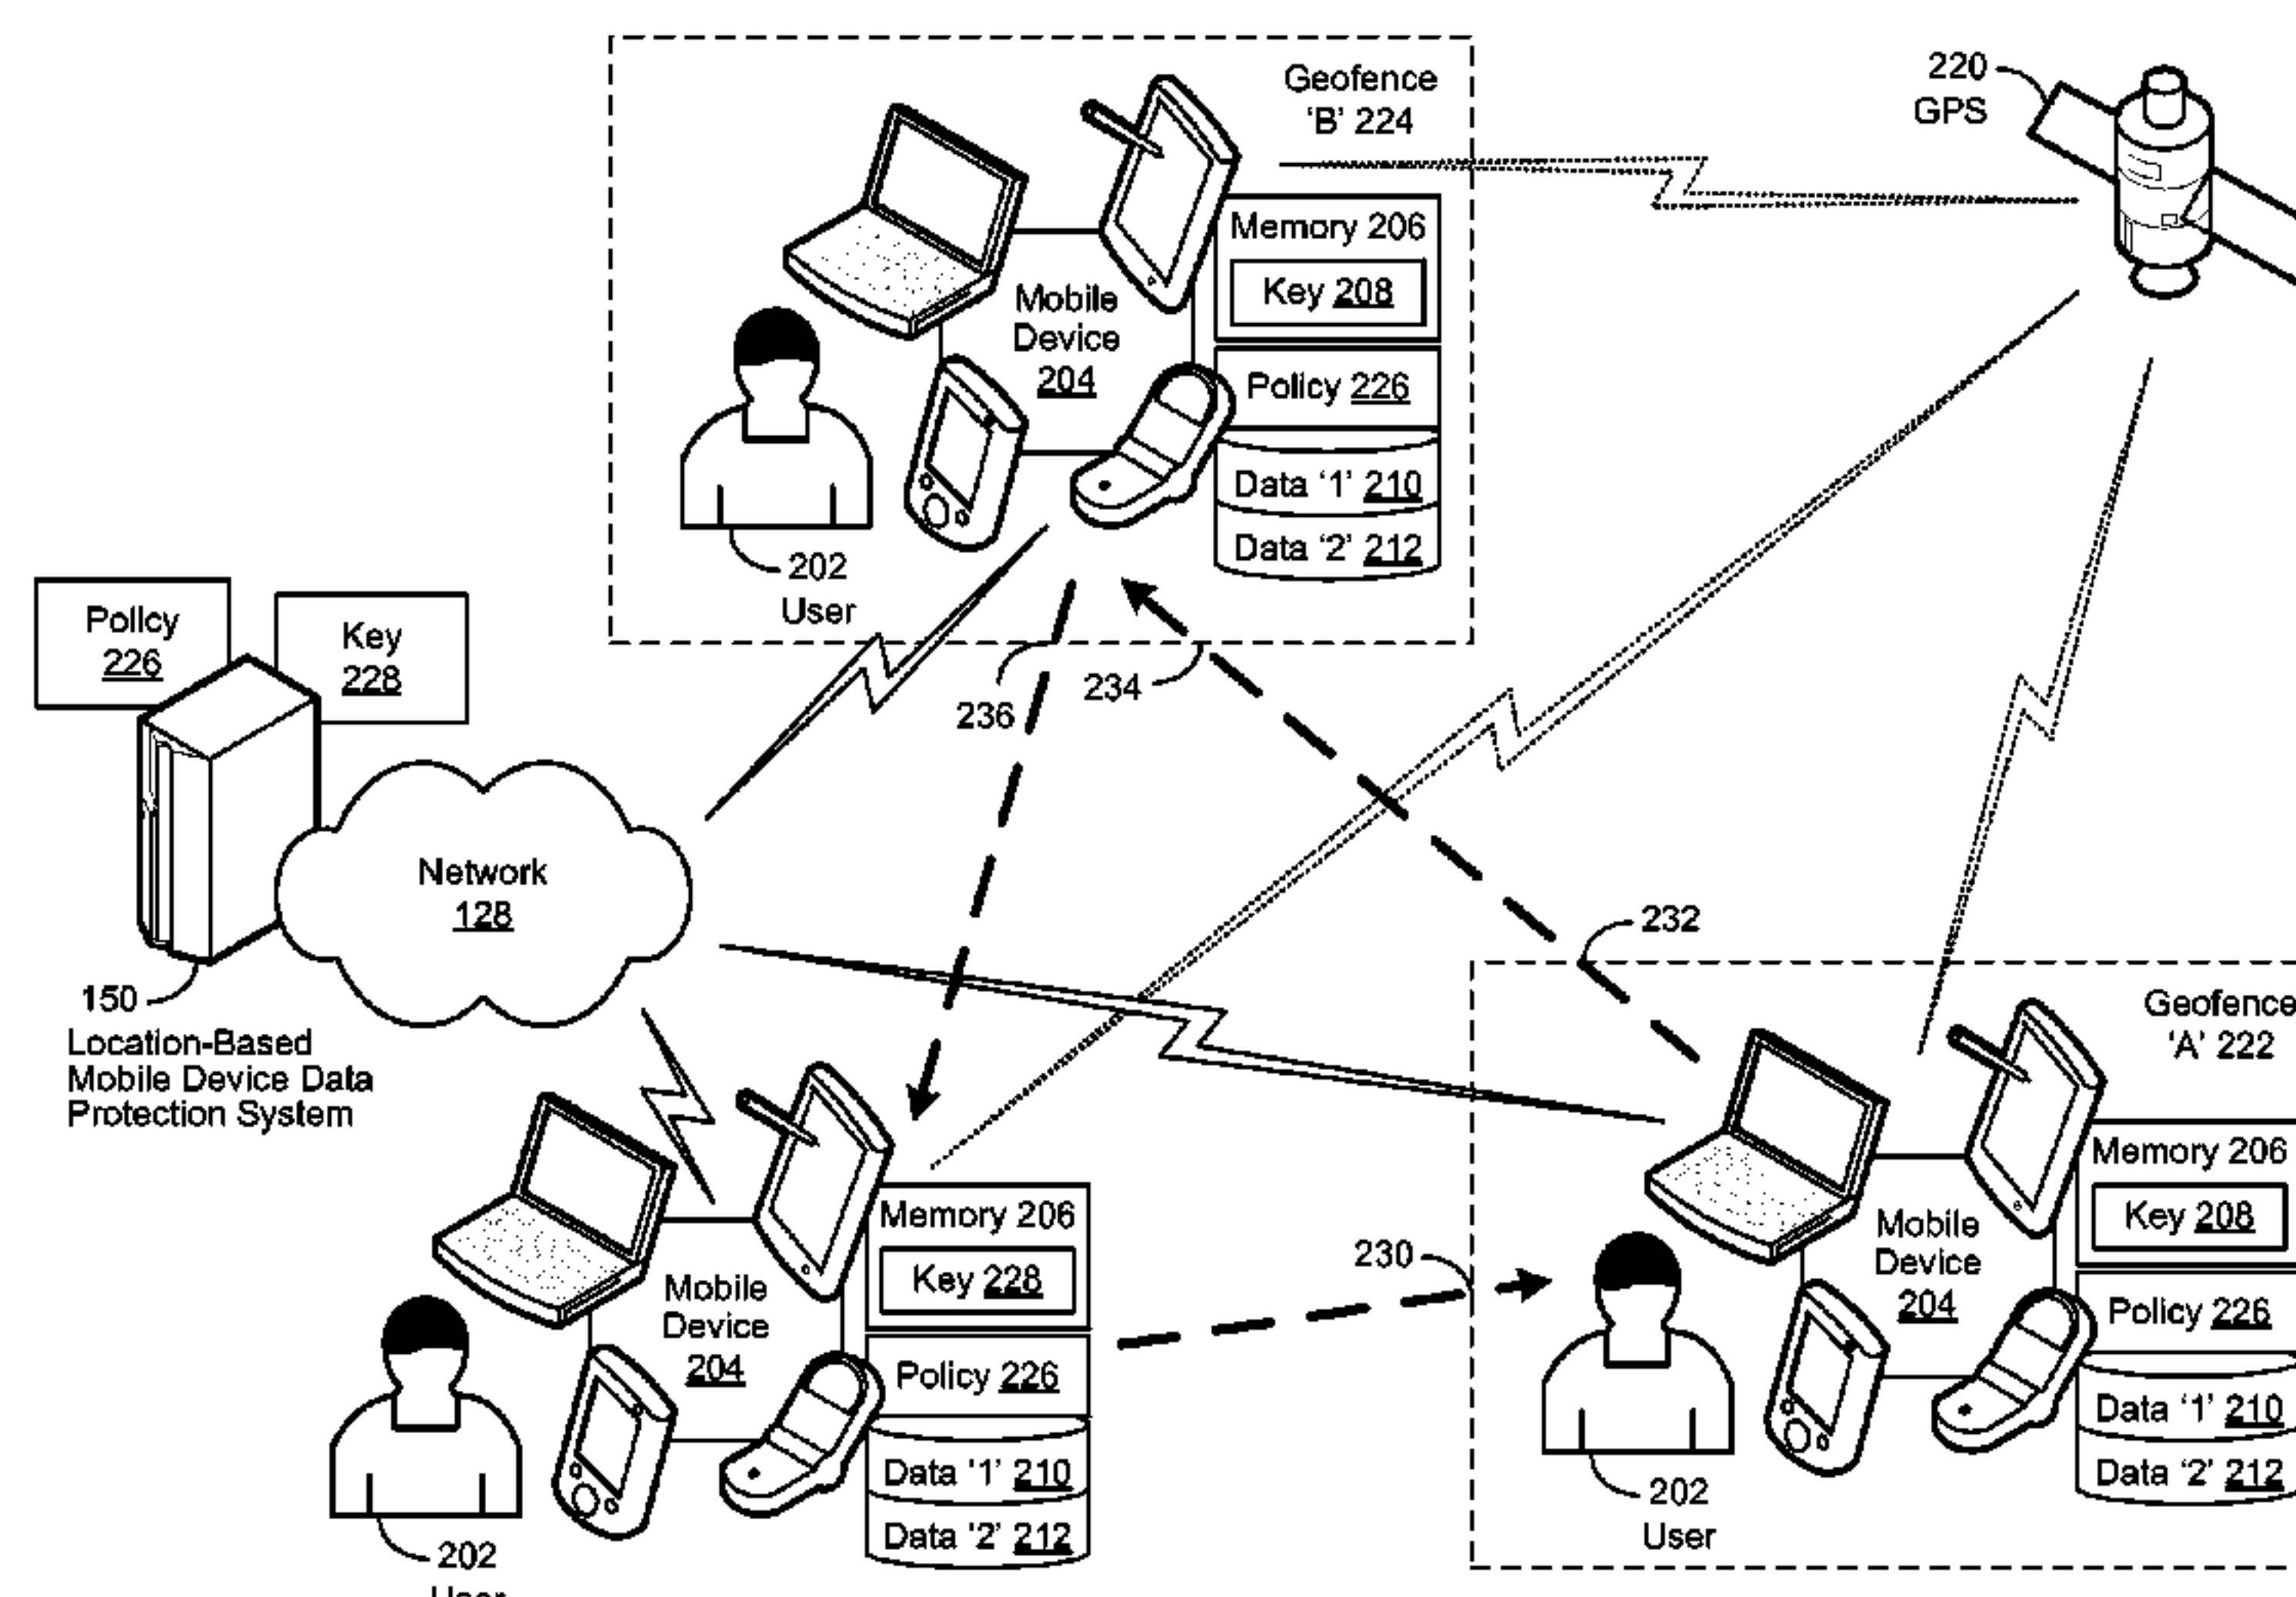 Geofence
‘B’ 224
220
GPS
Memory 206
Key 208
Mobile
Device
204
Policy 226
Data ‘1’ 210
Data ‘2’ 212
202
User
Policy
226
Key
228
236
234
Network
128
232
150
Location-Based
Mobile Device Data
Protection System
Geofence
‘A’ 222
Memory 206
Key 208
Mobile
Device
204
Policy 226
Data ‘1’ 210
Data ‘2’ 212
202
User
230
Memory 206
Key 228
Mobile
Device
204
Policy 226
Data ‘1’ 210
Data ‘2’ 212
202
User